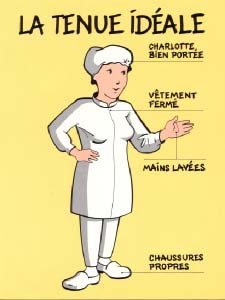 LA TENUE IDÉALE
CHARLOTTE,
BIEN PORTÉE
VÊTEMENT
FERMÉ
MAINS LAVÉES
CHAUSSURES
PROPRES